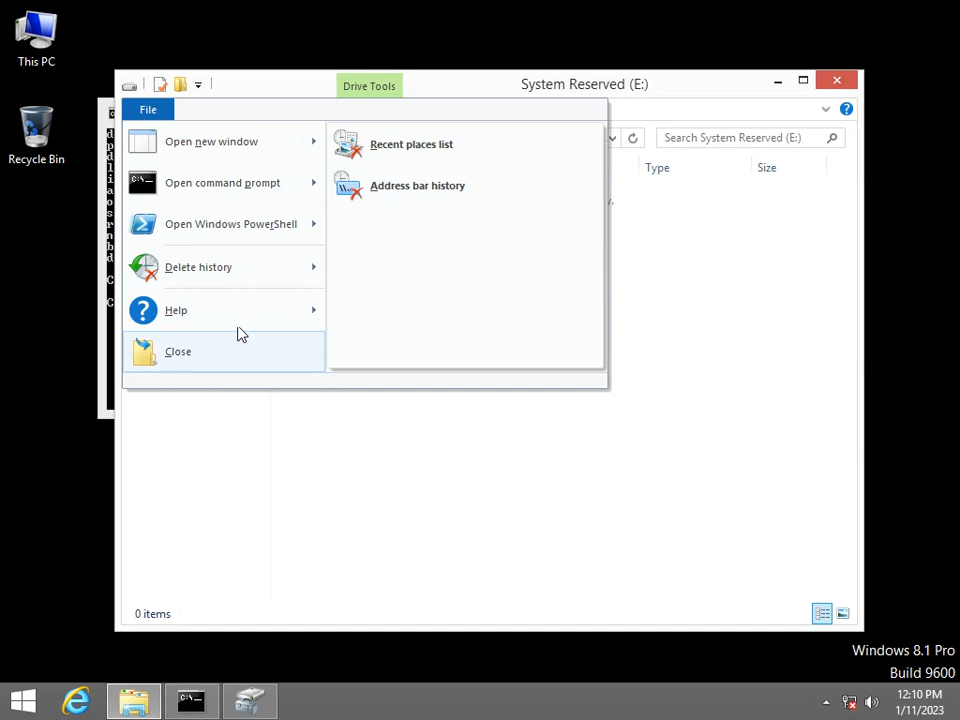 This PC
Recycle Bin
Drive Tools
System Reserved (E:)
File
Search System Reserved (E:)
Open new window
Open command prompt
Open Windows PowerShell
Delete history
Help
Close
Recent places list
Address bar history
Type
Size
y.
d
p
d
l
i
a
o
s
r
n
b
d
C
C
0 items
Windows 8.1 Pro
Build 9600
12:10 PM
1/11/2023